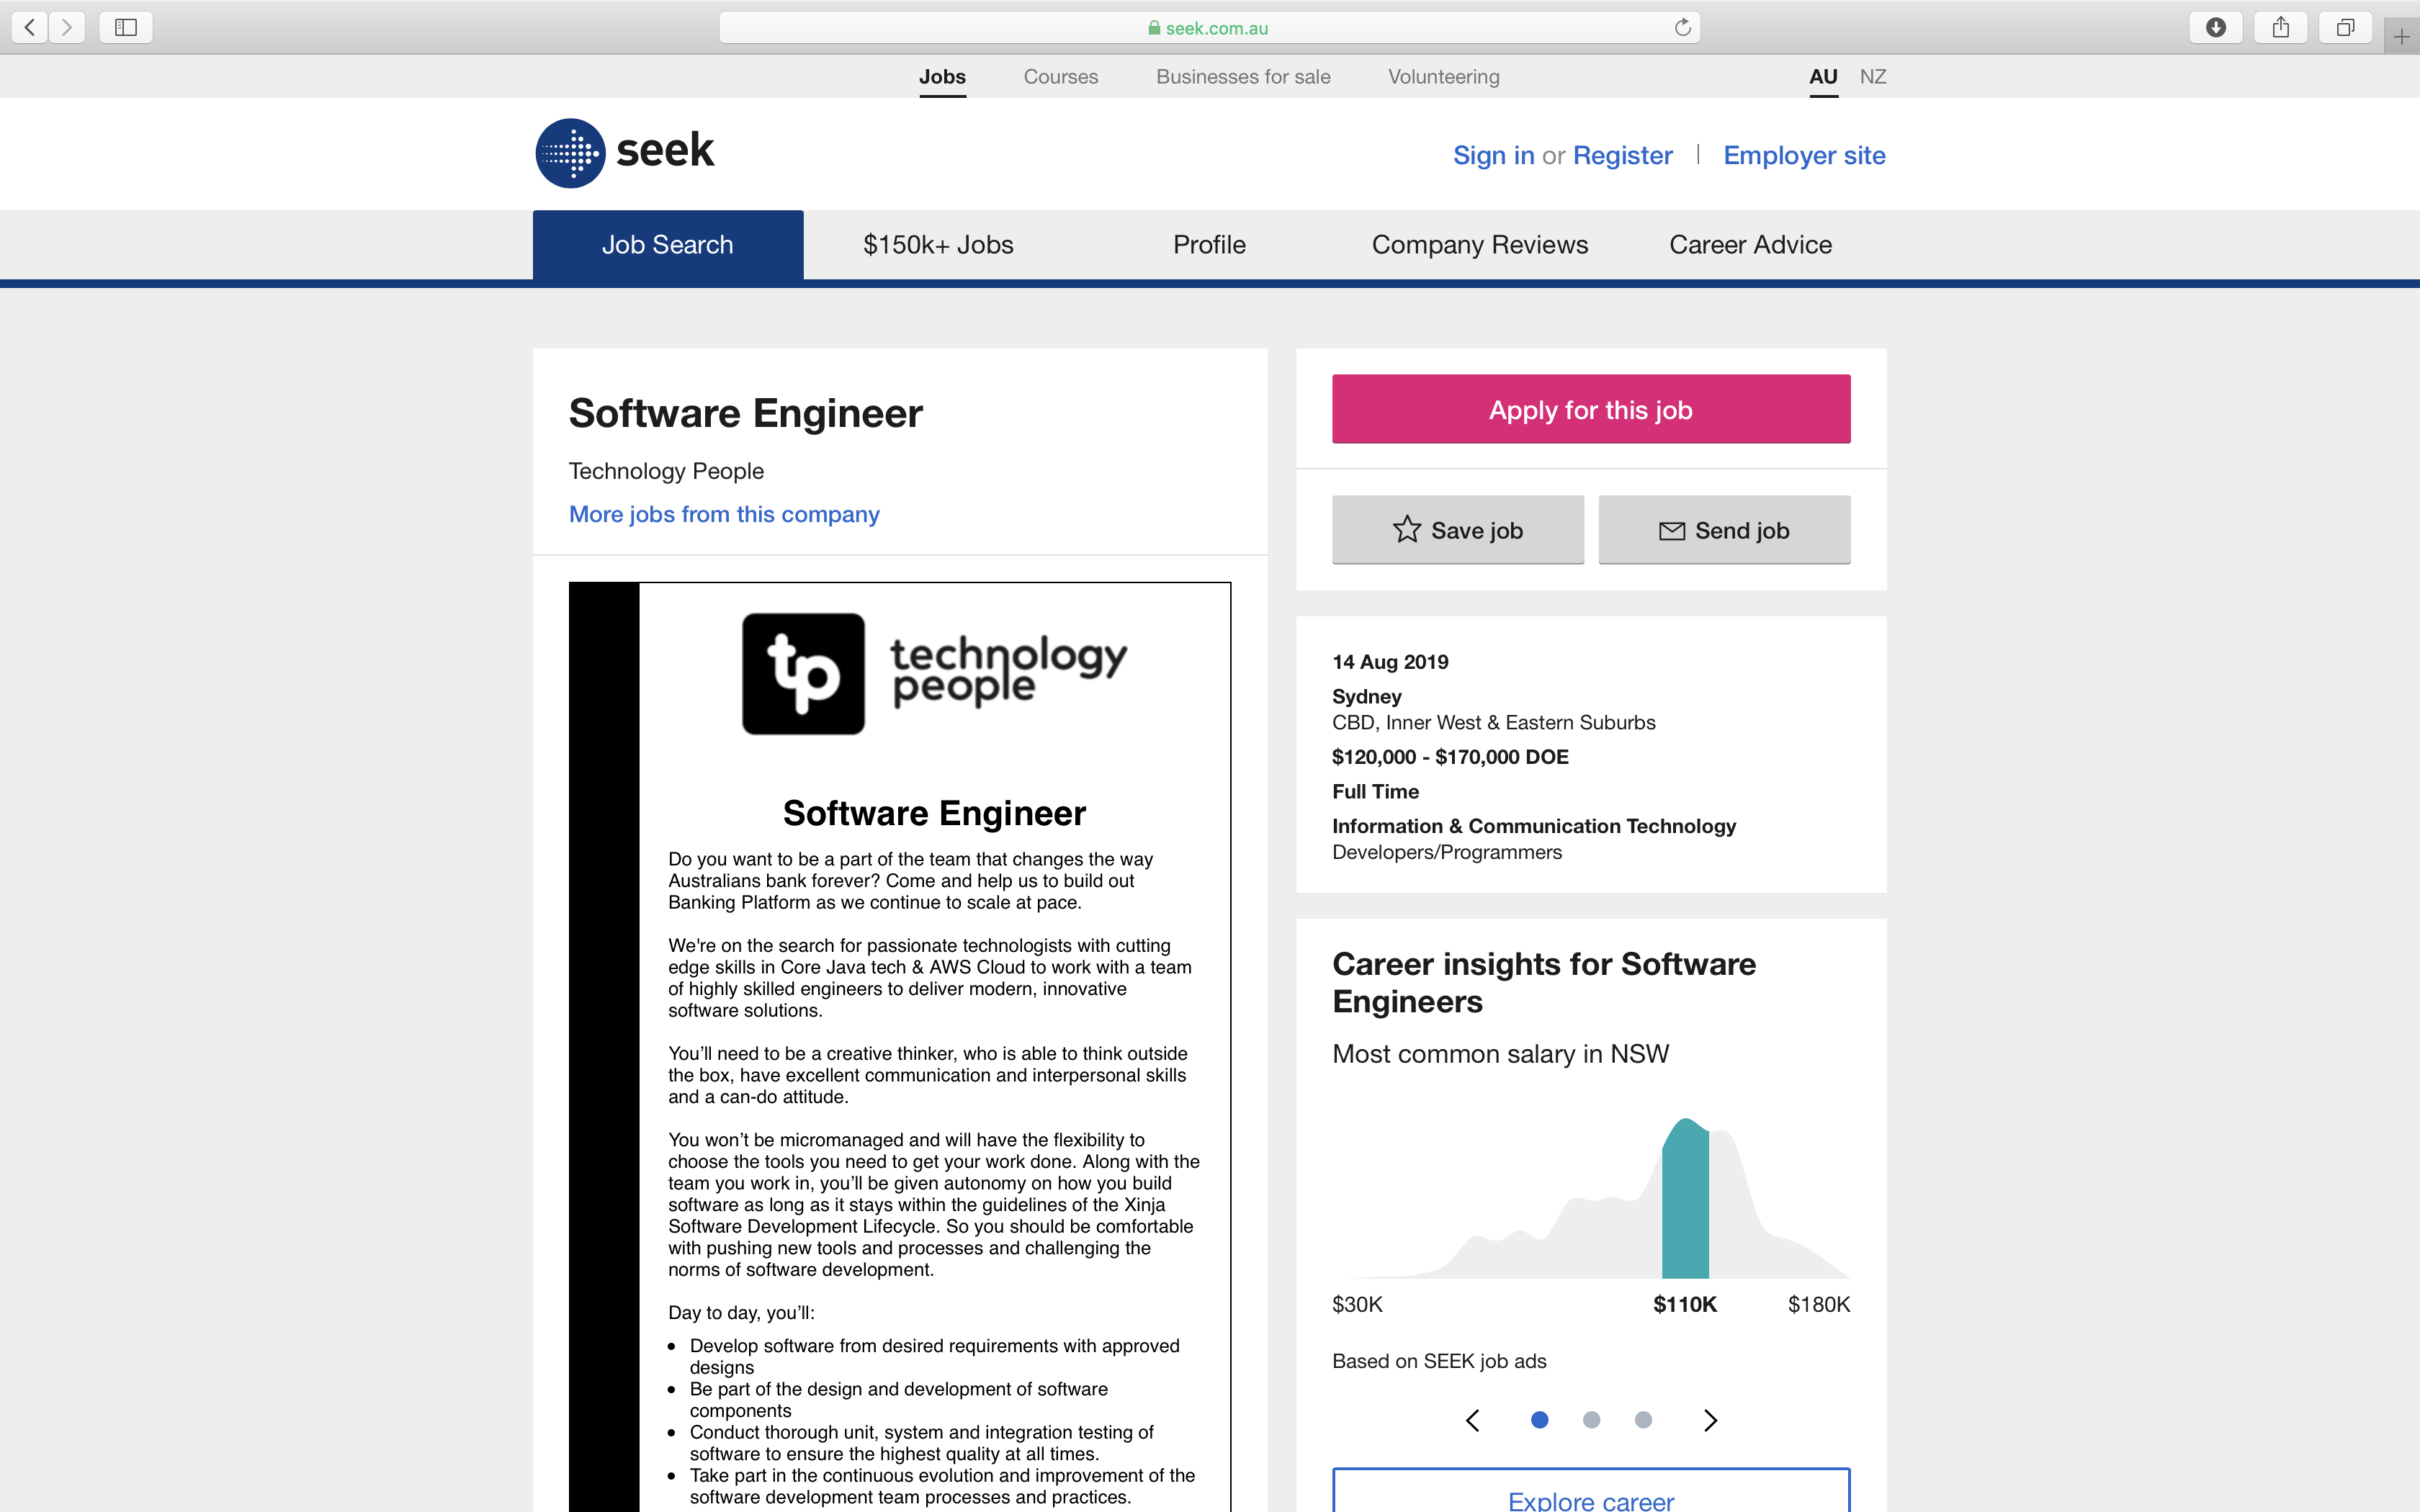 seek.com.au
Jobs Courses Businesses for sale Volunteering AU NZ
seek
Sign in or Register | Employer site
Job Search $150k+ Jobs Profile Company Reviews Career Advice
Software Engineer
Technology People
More jobs from this company
tp technology
people
Software Engineer
Do you want to be a part of the team that changes the way
Australians bank forever? Come and help us to build out
Banking Platform as we continue to scale at pace.
We're on the search for passionate technologists with cutting
edge skills in Core Java tech & AWS Cloud to work with a team
of highly skilled engineers to deliver modern, innovative
software solutions.
You’ll need to be a creative thinker, who is able to think outside
the box, have excellent communication and interpersonal skills
and a can-do attitude.
You won’t be micromanaged and will have the flexibility to
choose the tools you need to get your work done. Along with the
team you work in, you’ll be given autonomy on how you build
software as long as it stays within the guidelines of the Xinja
Software Development Lifecycle. So you should be comfortable
with pushing new tools and processes and challenging the
norms of software development.
Day to day, you’ll:
• Develop software from desired requirements with approved
designs
• Be part of the design and development of software
components
• Conduct thorough unit, system and integration testing of
software to ensure the highest quality at all times.
• Take part in the continuous evolution and improvement of the
software development team processes and practices.
Apply for this job
Save job Send job
14 Aug 2019
Sydney
CBD, Inner West & Eastern Suburbs
$120,000 - $170,000 DOE
Full Time
Information & Communication Technology
Developers/Programmers
Career insights for Software
Engineers
Most common salary in NSW
$30K $110K $180K
Based on SEEK job ads
Explore career